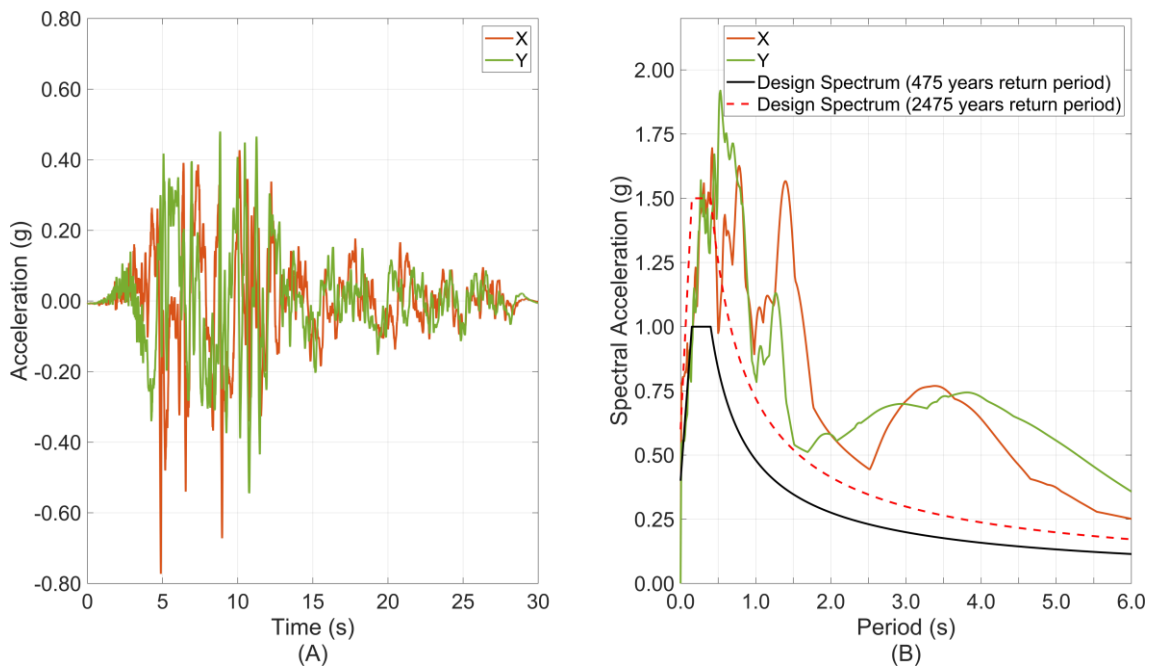 0.80
0.60
0.40
0.20
0.00
-0.20
-0.40
-0.60
-0.80
Acceleration (g)
0
5
10
15
20
25
30
Time (s)
(A)
X
Y
2.00
1.75
1.50
1.25
1.00
0.75
0.50
0.25
0.00
Spectral Acceleration (g)
0.0
1.0
2.0
3.0
4.0
5.0
6.0
Period (s)
(B)
X
Y
Design Spectrum (475 years return period)
Design Spectrum (2475 years return period)